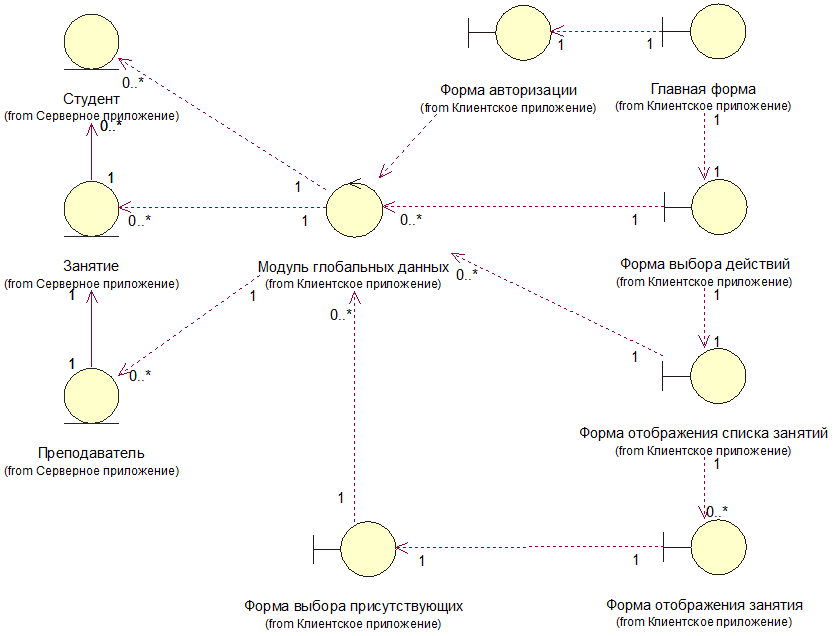 1
1
0..*
Студент
(from Серверное приложение)
Форма авторизации
(from Клиентское приложение)
Главная форма
(from Клиентское приложение)
0..*
1
1
1
1
0..*
1
0..*
1
Занятие
(from Серверное приложение)
Модуль глобальных данных
(from Клиентское приложение)
Форма выбора действий
(from Клиентское приложение)
0..*
1
1
1
0..*
1
1
1
0..*
Преподаватель
(from Серверное приложение)
Форма отображения списка занятий
(from Клиентское приложение)
1
1
0..*
1
1
Форма выбора присутствующих
(from Клиентское приложение)
Форма отображения занятия
(from Клиентское приложение)